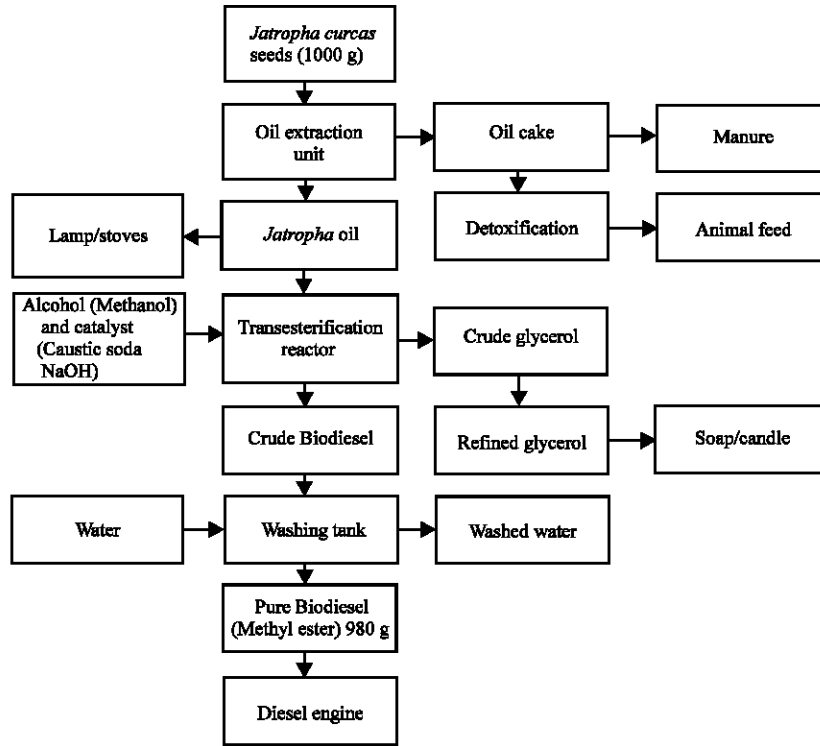 Jatropha curcas
seeds (1000 g)
Oil extraction
unit
Oil cake
Manure
Lamp/stoves
Jatropha oil
Detoxification
Animal feed
Alcohol (Methanol)
and catalyst
(Caustic soda
NaOH)
Transesterification
reactor
Crude glycerol
Crude Biodiesel
Refined glycerol
Soap/candle
Water
Washing tank
Washed water
Pure Biodiesel
(Methyl ester) 980 g
Diesel engine